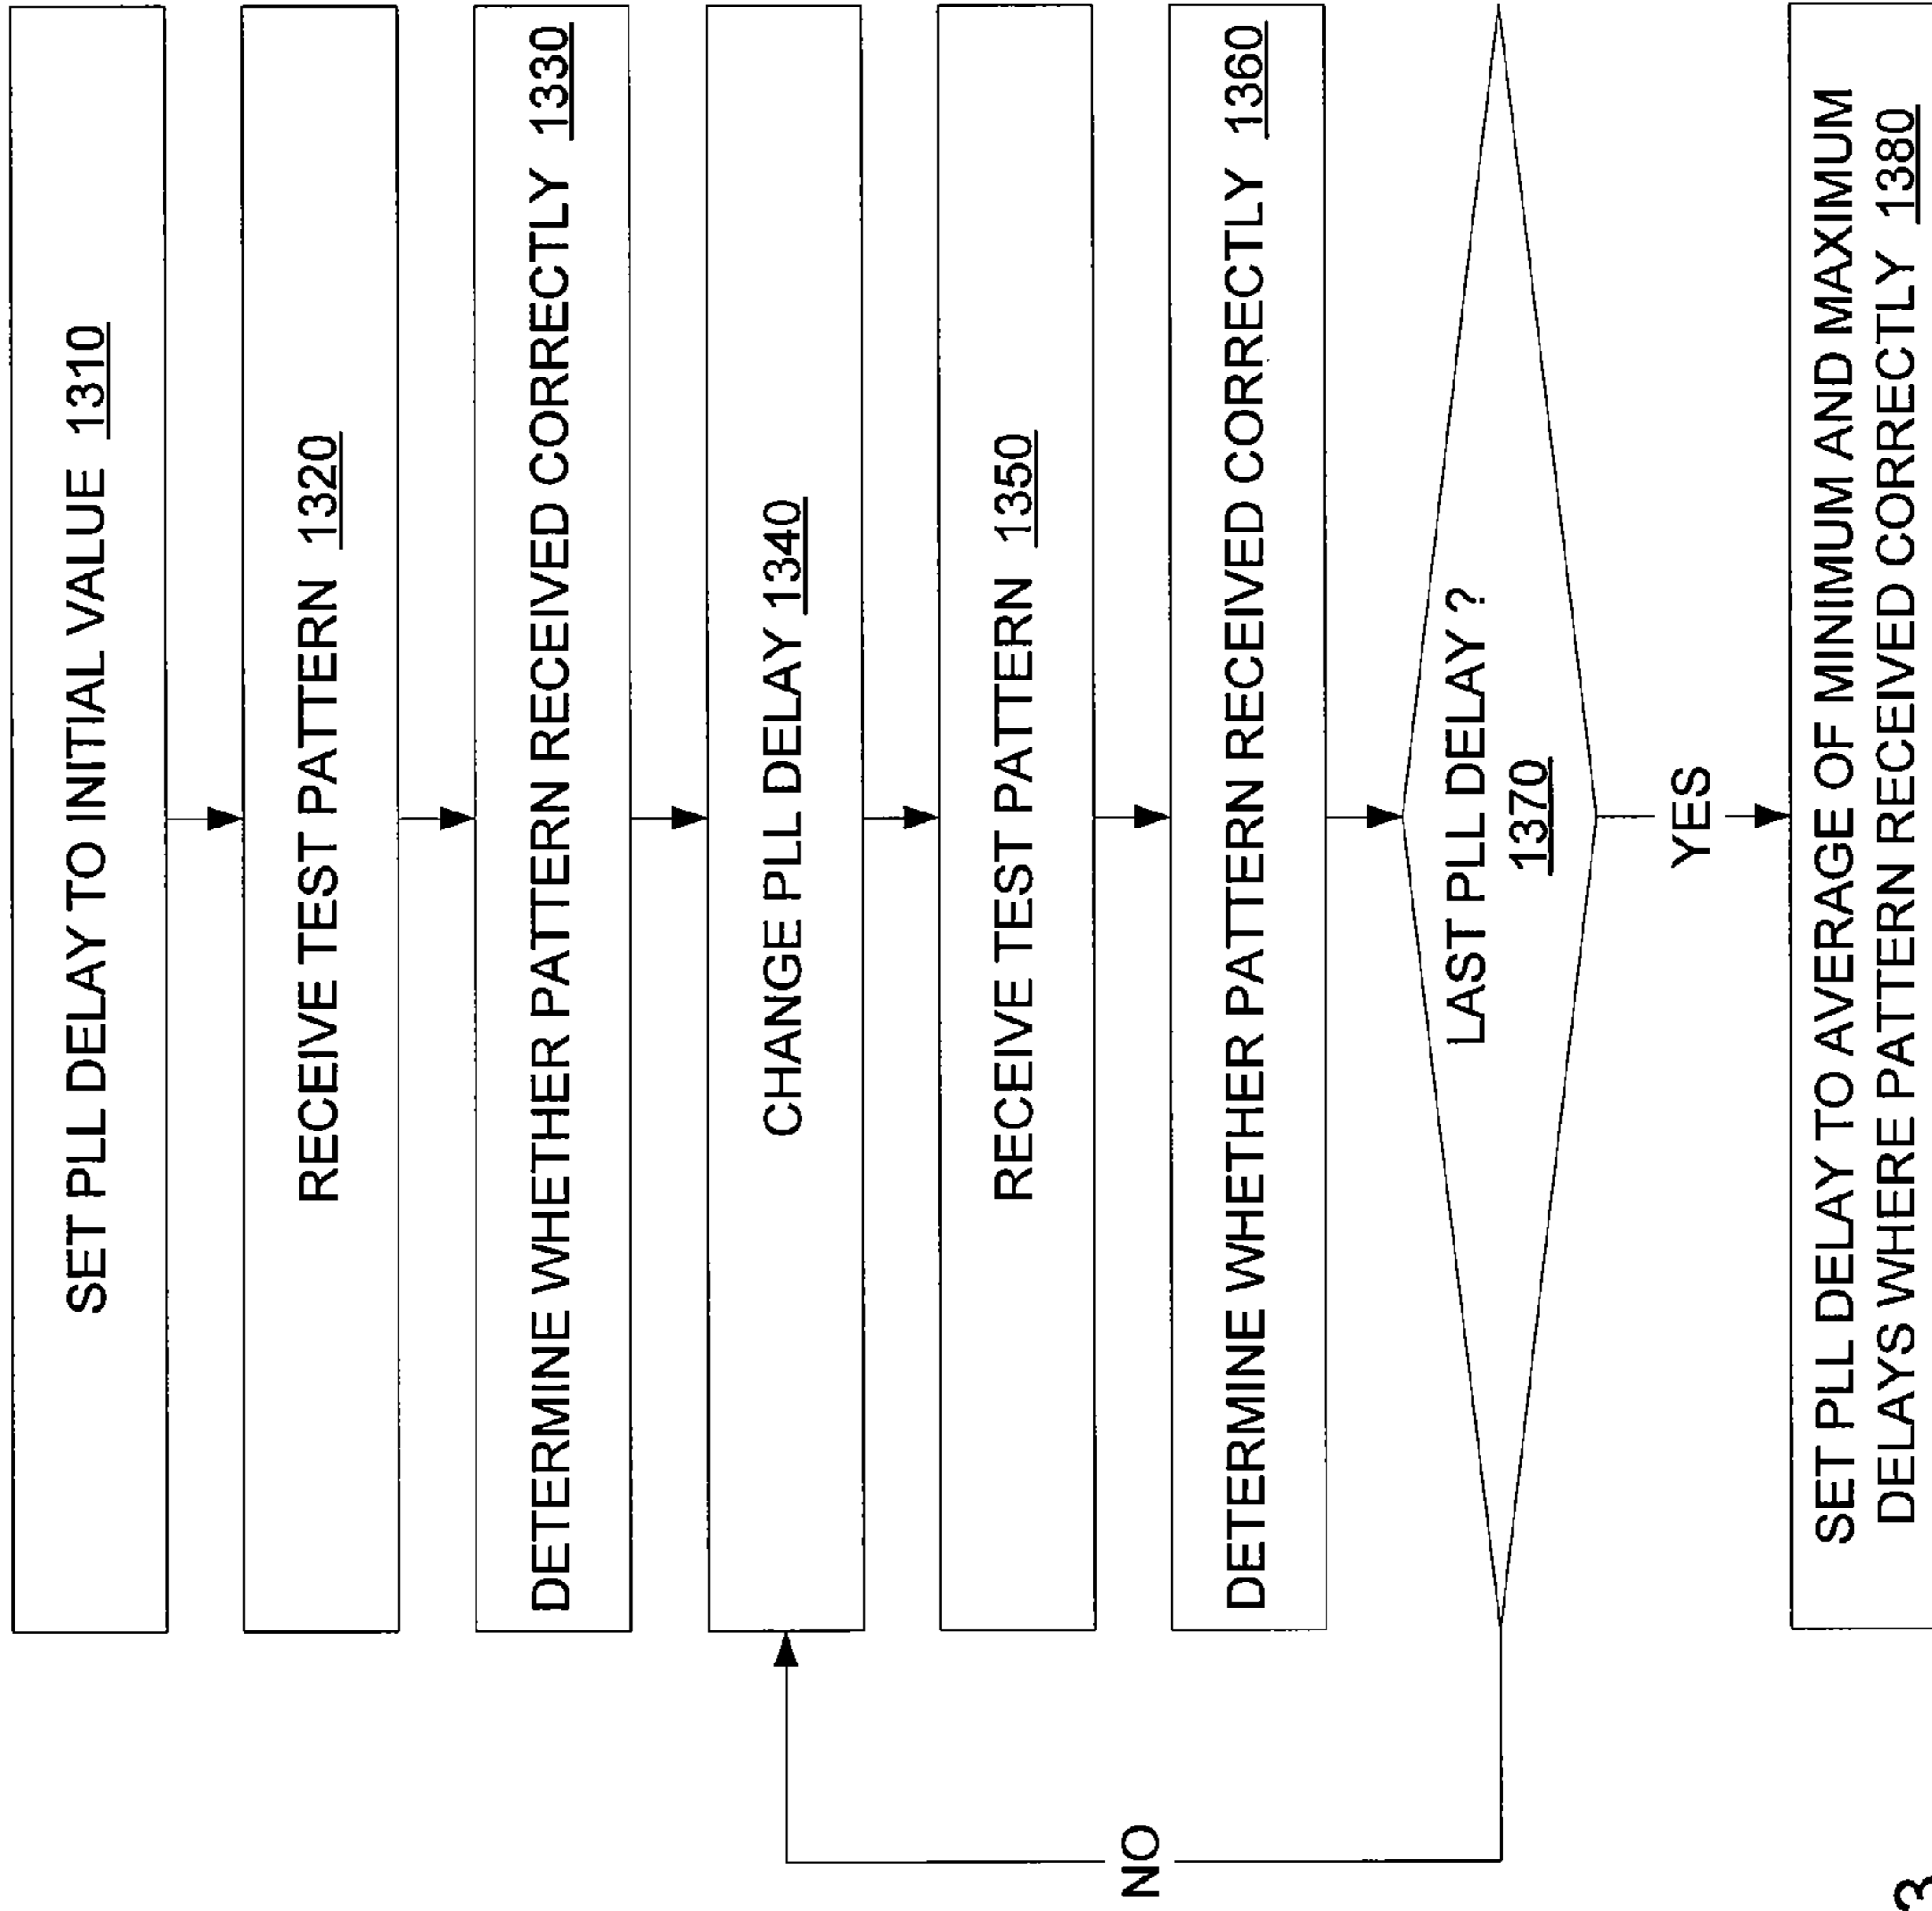 SET PLL DELAY TO INITIAL VALUE 1310
RECEIVE TEST PATTERN 1320
DETERMINE WHETHER PATTERN RECEIVED CORRECTLY 1330
CHANGE PLL DELAY 1340
RECEIVE TEST PATTERN 1350
DETERMINE WHETHER PATTERN RECEIVED CORRECTLY 1360
LAST PLL DELAY ?
1370
NO
YES
SET PLL DELAY TO AVERAGE OF MINIMUM AND MAXIMUM
DELAYS WHERE PATTERN RECEIVED CORRECTLY 1380
3